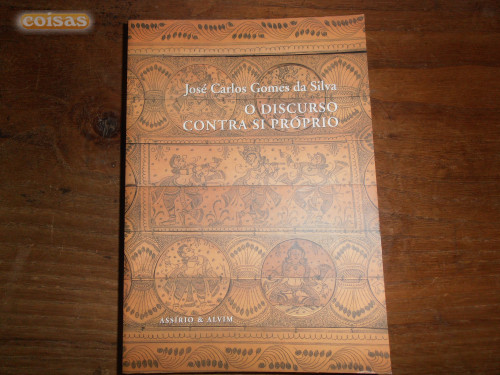 coisas
José Carlos Gomes da Silva
O DISCURSO
CONTRA SI PRÓPRIO
ASSÍRIO & ALVIM